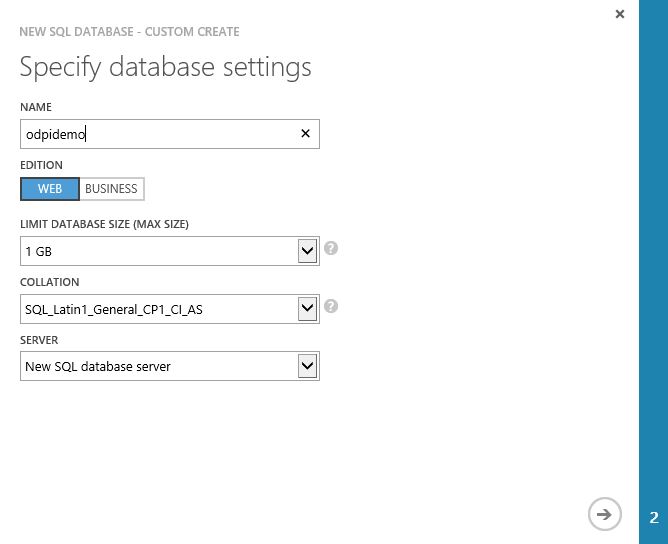 NEW SQL DATABASE - CUSTOM CREATE
Specify database settings
NAME
odpidemo
EDITION
WEB BUSINESS
LIMIT DATABASE SIZE (MAX SIZE)
1 GB
?
COLLATION
SQL_Latin1_General_CP1_CI_AS
?
SERVER
New SQL database server
2